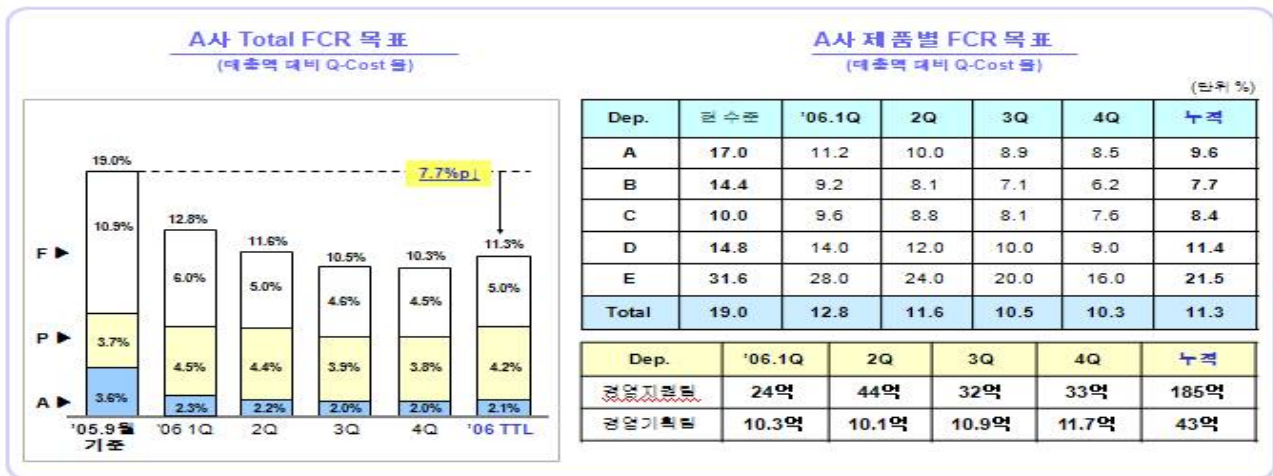 A사 Total FCR 목표
(매출액 대비 Q-Cost 율)
19.0%
7.7%p↓
10.9%
12.8%
11.6%
10.5%
10.3%
11.3%
F ▶
6.0%
5.0%
4.6%
4.5%
5.0%
P ▶
3.7%
4.5%
4.4%
3.9%
3.8%
4.2%
A ▶
3.6%
2.3%
2.2%
2.0%
2.0%
2.1%
'05.9월 기준
'06 1Q
2Q
3Q
4Q
'06 TTL
A사 제품별 FCR 목표
(매출액 대비 Q-Cost 율)
(단위 %)
Dep. 현 수준 '06.1Q 2Q 3Q 4Q 누적
A 17.0 11.2 10.0 8.9 8.5 9.6
B 14.4 9.2 8.1 7.1 6.2 7.7
C 10.0 9.6 8.8 8.1 7.6 8.4
D 14.8 14.0 12.0 10.0 9.0 11.4
E 31.6 28.0 24.0 20.0 16.0 21.5
Total 19.0 12.8 11.6 10.5 10.3 11.3
Dep. '06.1Q 2Q 3Q 4Q 누적
경영지원팀 24억 44억 32억 33억 185억
경영기획팀 10.3억 10.1억 10.9억 11.7억 43억